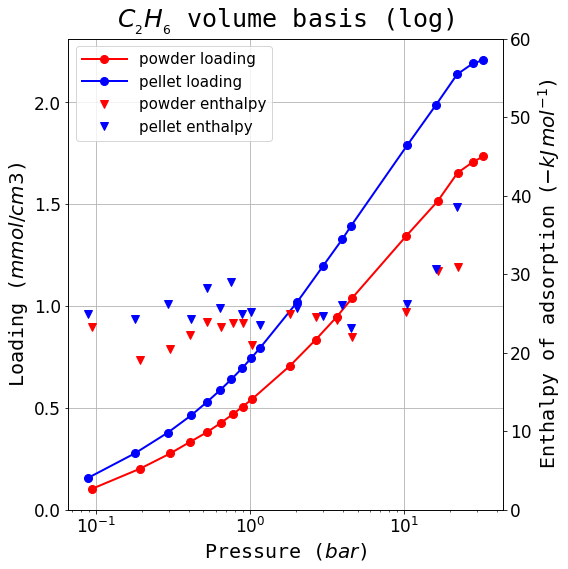 C₂H₆ volume basis (log)
powder loading
pellet loading
powder enthalpy
pellet enthalpy
Loading (mmol/cm3)
2.0
1.5
1.0
0.5
0.0
60
50
40
30
20
10
0
Enthalpy of adsorption (−kJmol⁻¹)
10⁻¹
10⁰
10¹
Pressure (bar)